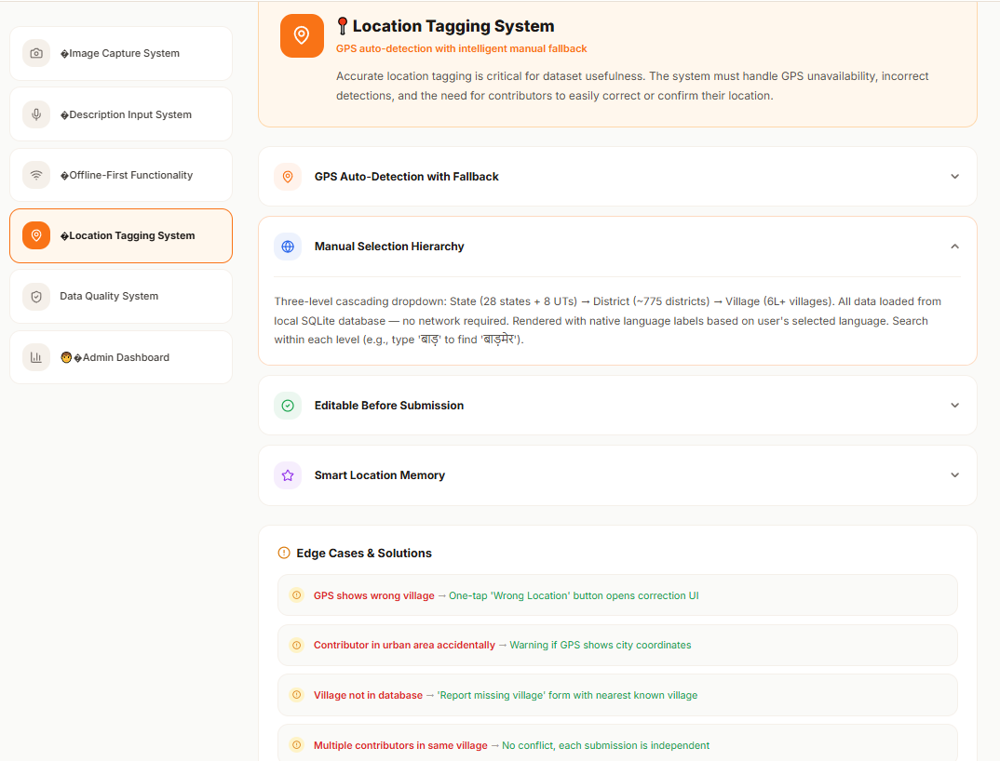 �Image Capture System
�Description Input System
�Offline-First Functionality
�Location Tagging System
Data Quality System
🧑�Admin Dashboard
📍Location Tagging System
GPS auto-detection with intelligent manual fallback
Accurate location tagging is critical for dataset usefulness. The system must handle GPS unavailability, incorrect
detections, and the need for contributors to easily correct or confirm their location.
GPS Auto-Detection with Fallback
Manual Selection Hierarchy
Three-level cascading dropdown: State (28 states + 8 UTs) → District (~775 districts) → Village (6L+ villages). All data loaded from
local SQLite database — no network required. Rendered with native language labels based on user's selected language. Search
within each level (e.g., type 'बाड़' to find 'बाड़मेर').
Editable Before Submission
Smart Location Memory
Edge Cases & Solutions
GPS shows wrong village → One-tap 'Wrong Location' button opens correction UI
Contributor in urban area accidentally → Warning if GPS shows city coordinates
Village not in database → 'Report missing village' form with nearest known village
Multiple contributors in same village → No conflict, each submission is independent